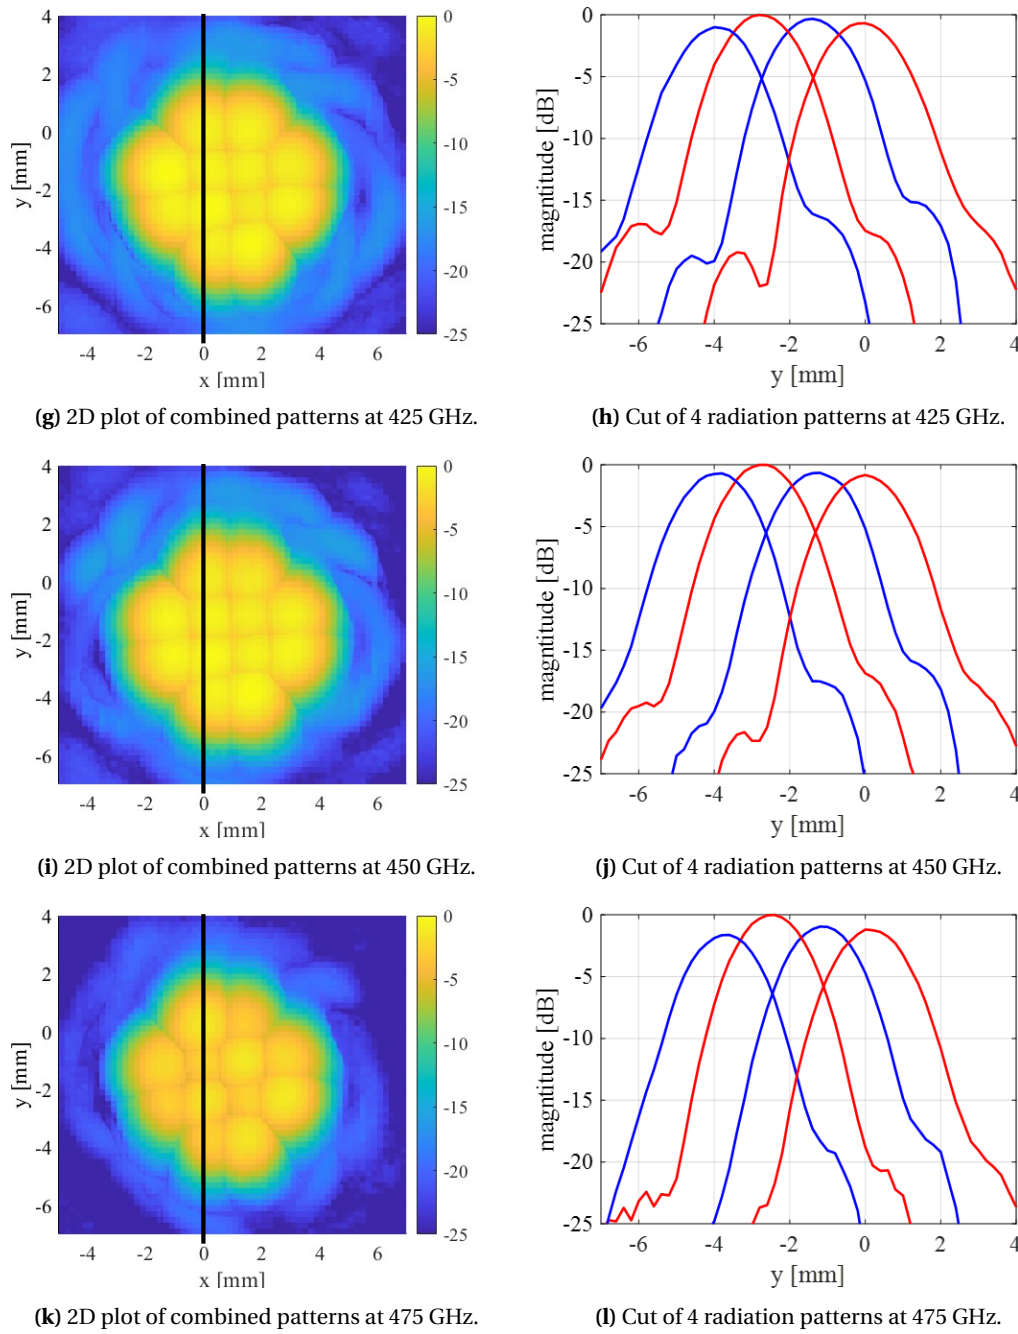 4
2
0
-2
-4
-6
y [mm]
-4 -2 0 2 4 6
x [mm]
0
-5
-10
-15
-20
-25
0
-5
-10
-15
-20
-25
magntitude [dB]
-6 -4 -2 0 2 4
y [mm]
(g) 2D plot of combined patterns at 425 GHz.
(h) Cut of 4 radiation patterns at 425 GHz.
4
2
0
-2
-4
-6
y [mm]
-4 -2 0 2 4 6
x [mm]
0
-5
-10
-15
-20
-25
0
-5
-10
-15
-20
-25
magntitude [dB]
-6 -4 -2 0 2 4
y [mm]
(i) 2D plot of combined patterns at 450 GHz.
(j) Cut of 4 radiation patterns at 450 GHz.
4
2
0
-2
-4
-6
y [mm]
-4 -2 0 2 4 6
x [mm]
0
-5
-10
-15
-20
-25
0
-5
-10
-15
-20
-25
magntitude [dB]
-6 -4 -2 0 2 4
y [mm]
(k) 2D plot of combined patterns at 475 GHz.
(l) Cut of 4 radiation patterns at 475 GHz.